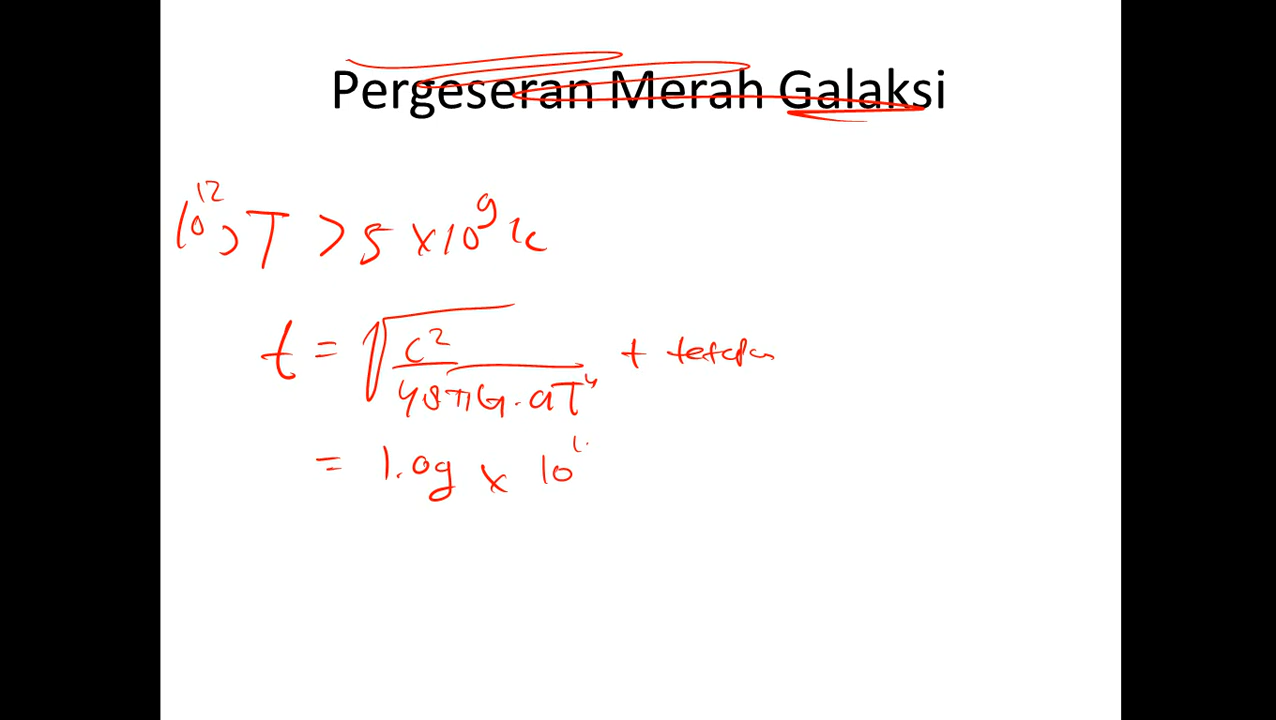 Pergeseran Merah Galaksi
10¹² > T > 5 × 10⁹ K
t = √(c² / 48πG·aT⁴) + tetapan
= 1.09 × 10